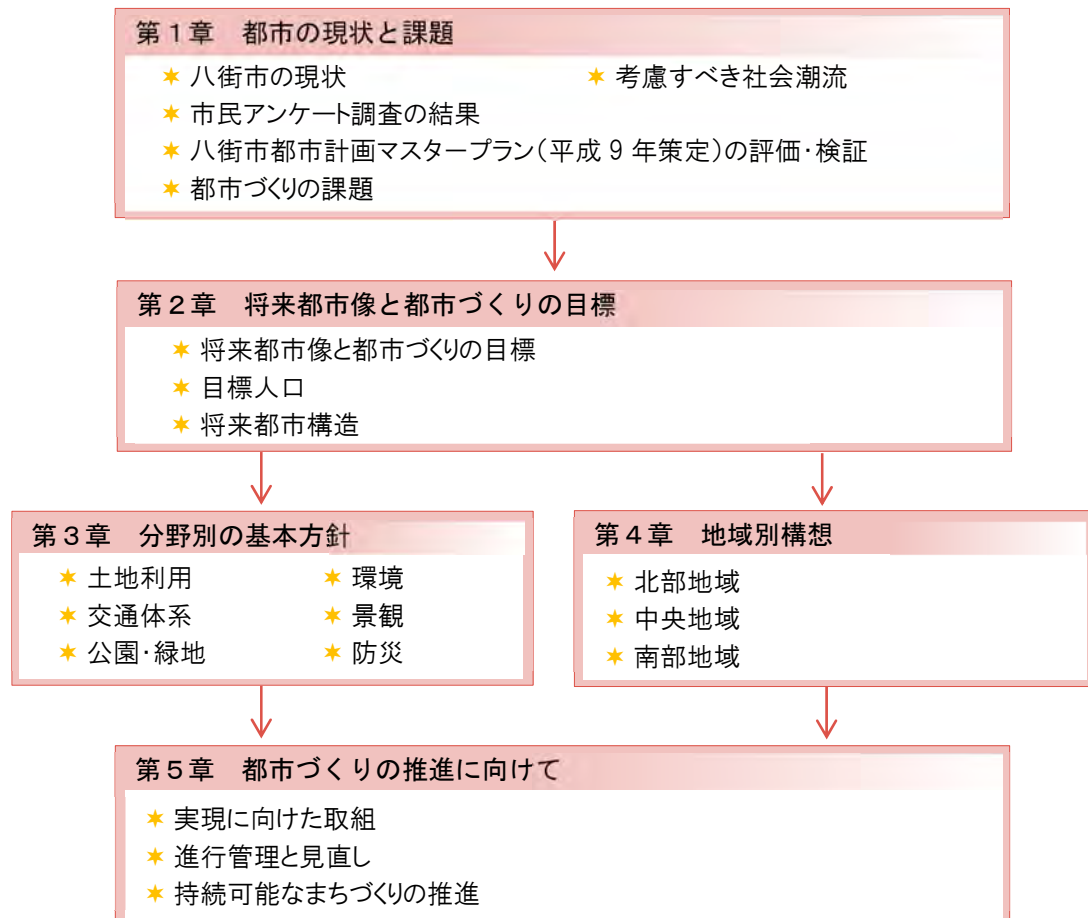 第1章　都市の現状と課題
✶ 八街市の現状　✶ 考慮すべき社会潮流
✶ 市民アンケート調査の結果
✶ 八街市都市計画マスタープラン（平成9年策定）の評価・検証
✶ 都市づくりの課題
第2章　将来都市像と都市づくりの目標
✶ 将来都市像と都市づくりの目標
✶ 目標人口
✶ 将来都市構造
第3章　分野別の基本方針
✶ 土地利用　✶ 環境
✶ 交通体系　✶ 景観
✶ 公園・緑地　✶ 防災
第4章　地域別構想
✶ 北部地域
✶ 中央地域
✶ 南部地域
第5章　都市づくりの推進に向けて
✶ 実現に向けた取組
✶ 進行管理と見直し
✶ 持続可能なまちづくりの推進